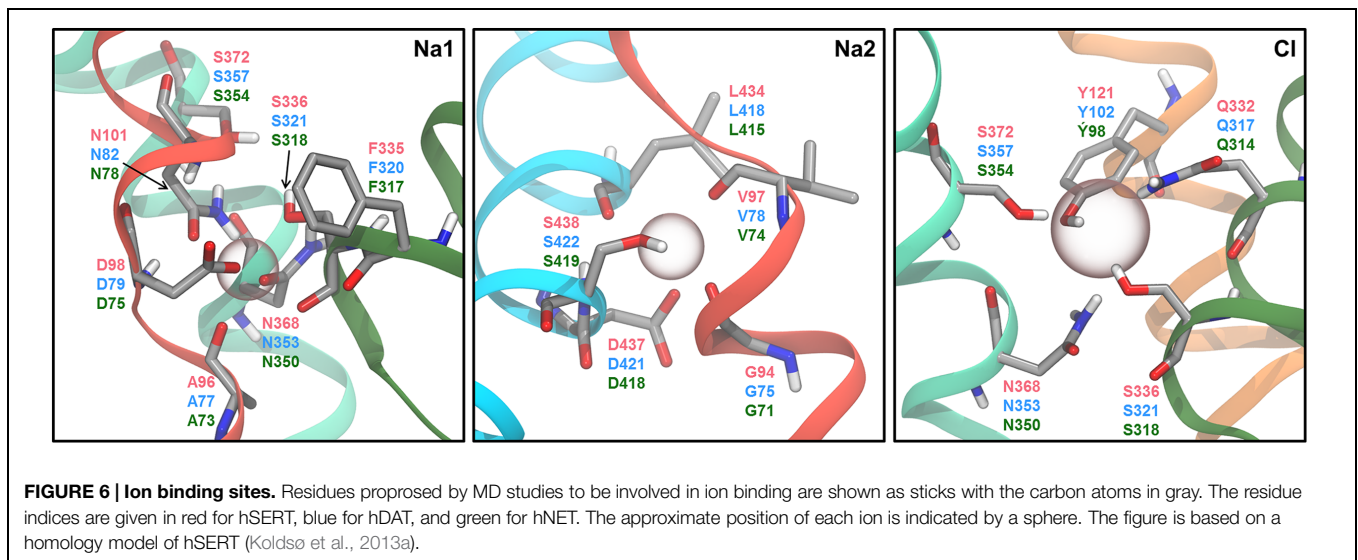 Na1
S372
S357
S354
S336
S321
S318
N101
N82
N78
F335
F320
F317
D98
D79
D75
N368
N353
N350
A96
A77
A73
Na2
L434
L418
L415
V97
V78
V74
S438
S422
S419
D437
D421
D418
G94
G75
G71
Cl
Y121
Y102
Ý98
Q332
Q317
Q314
S372
S357
S354
N368
N353
N350
S336
S321
S318
FIGURE 6 | Ion binding sites. Residues proprosed by MD studies to be involved in ion binding are shown as sticks with the carbon atoms in gray. The residue
indices are given in red for hSERT, blue for hDAT, and green for hNET. The approximate position of each ion is indicated by a sphere. The figure is based on a
homology model of hSERT (Koldsø et al., 2013a).